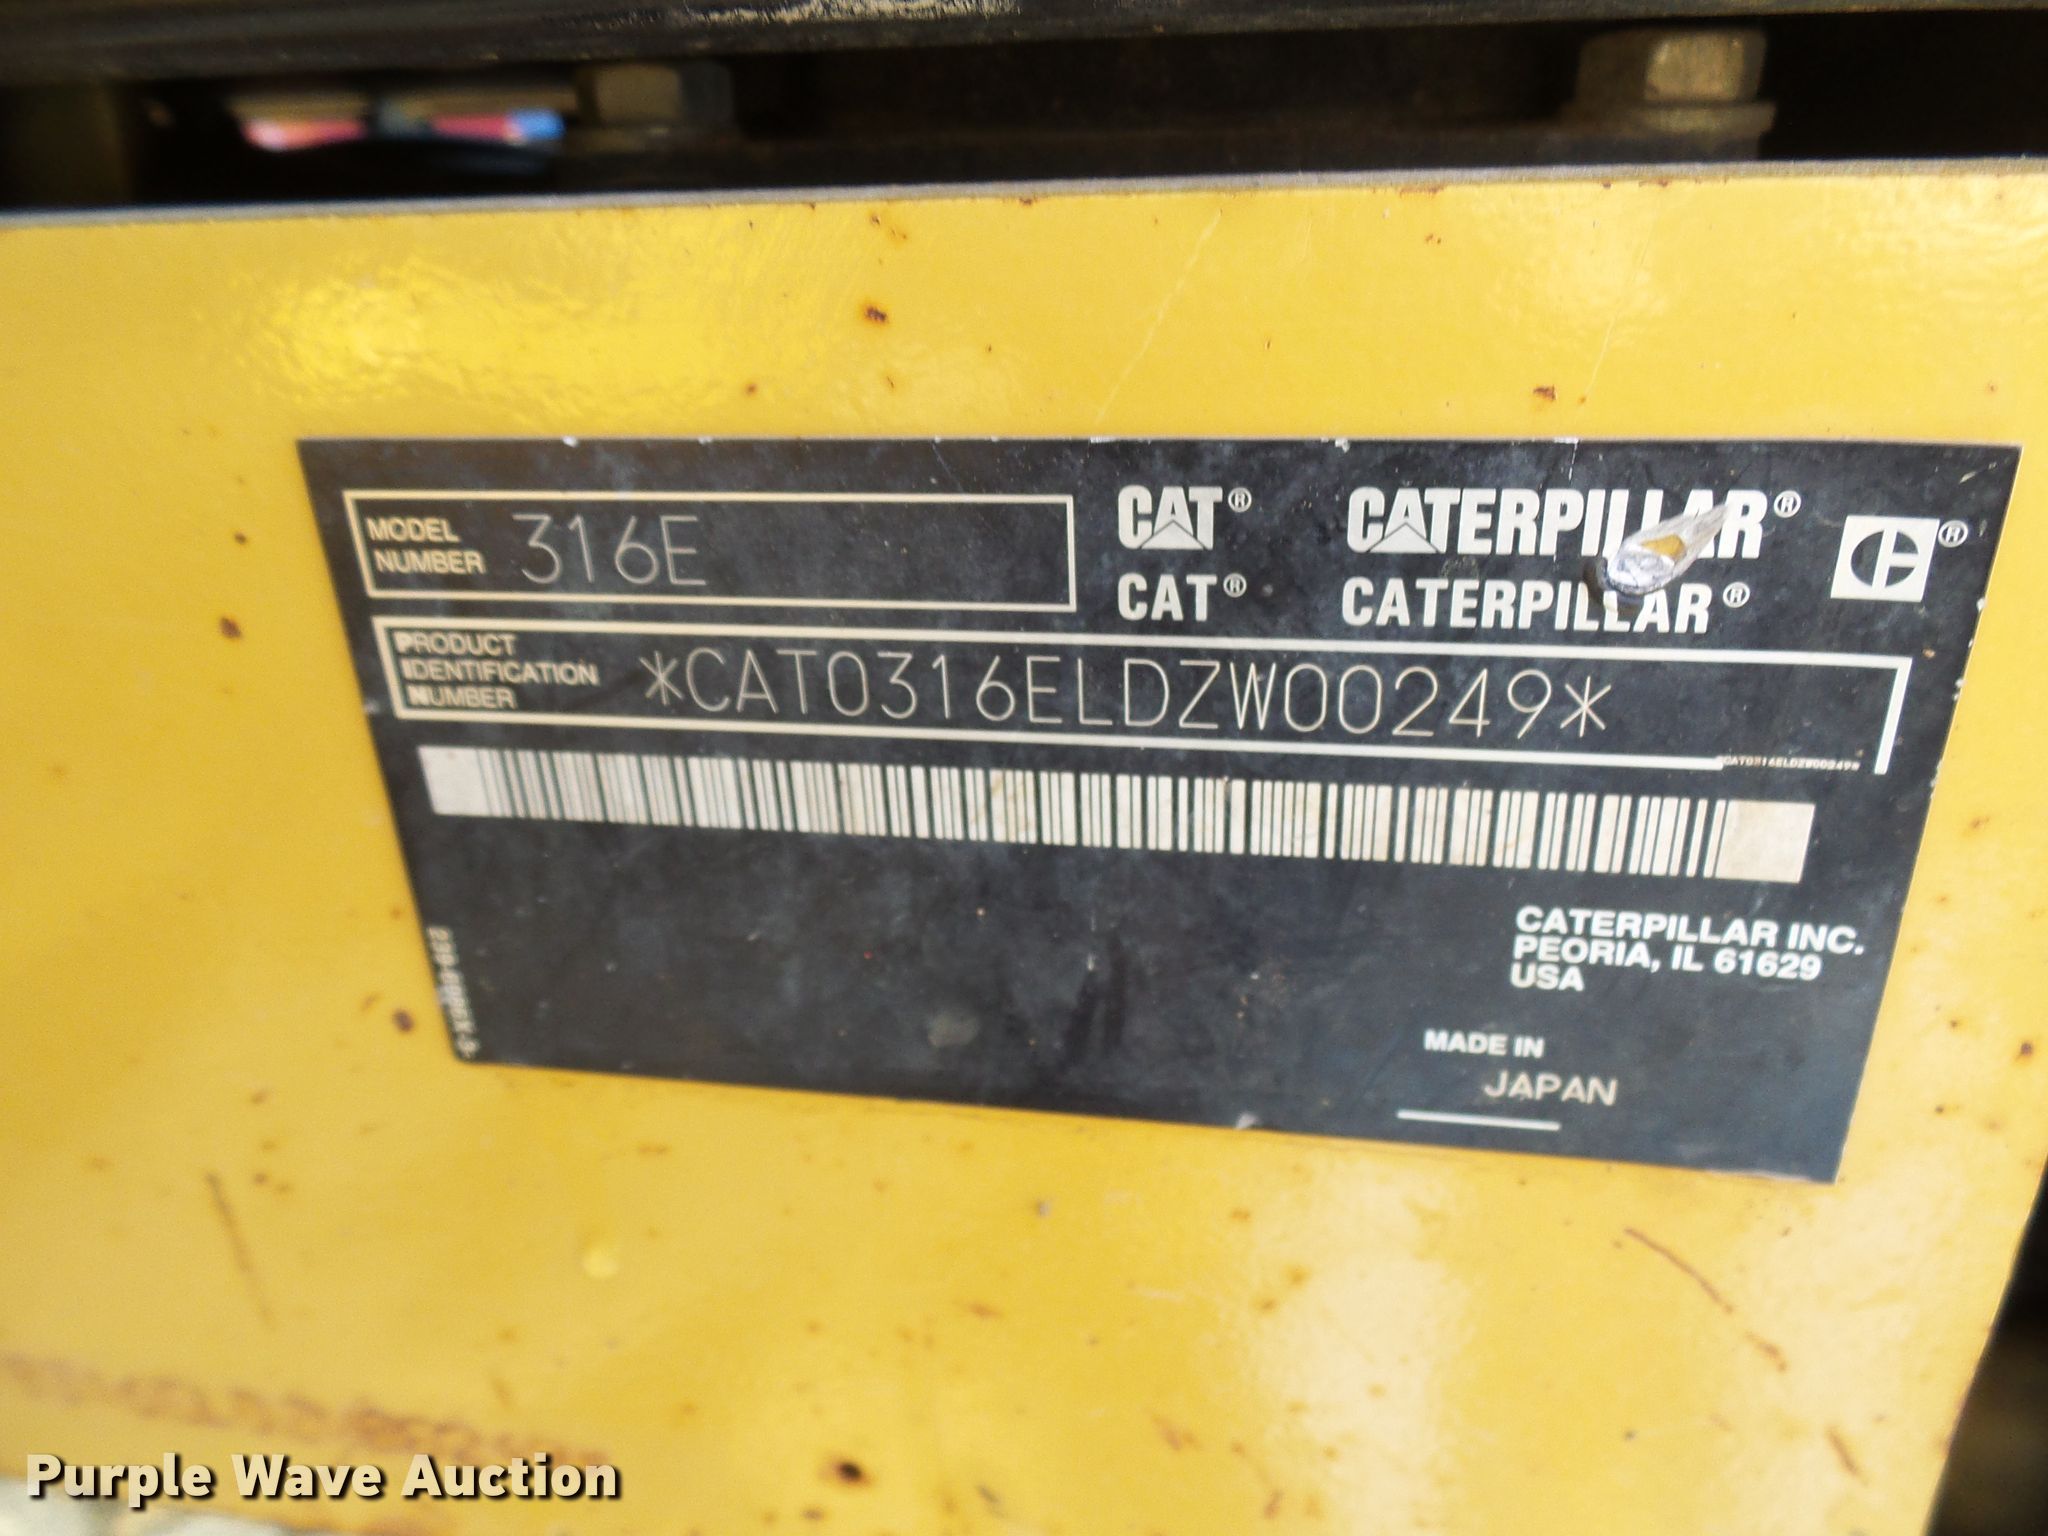 MODEL
NUMBER
316E
CAT® CATERPILLAR® ®
CAT® CATERPILLAR®
PRODUCT
IDENTIFICATION
NUMBER
*CAT0316ELDZW00249*
*CAT0316ELDZW00249*
CATERPILLAR INC.
PEORIA, IL 61629
USA
MADE IN
JAPAN
Purple Wave Auction